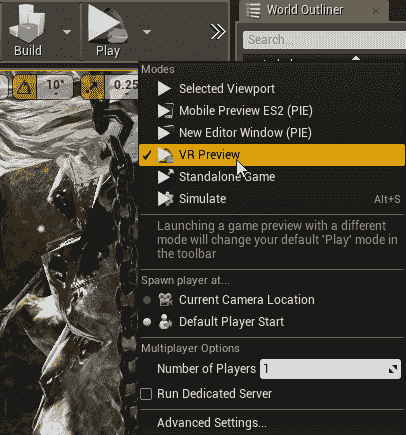 World Outliner
Build
Play
Search...
Modes
10°
0.25
Selected Viewport
Mobile Preview ES2 (PIE)
New Editor Window (PIE)
VR Preview
Standalone Game
Simulate Alt+S
Launching a game preview with a different
mode will change your default 'Play' mode in
the toolbar
Spawn player at...
Current Camera Location
Default Player Start
Multiplayer Options
Number of Players 1
Run Dedicated Server
Advanced Settings...